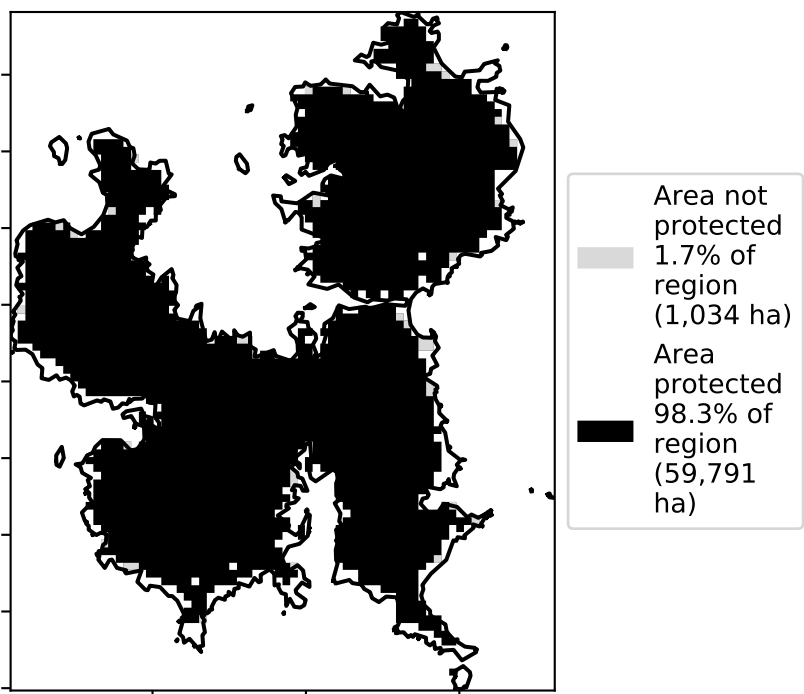 Area not
protected
1.7% of
region
(1,034 ha)
Area
protected
98.3% of
region
(59,791
ha)